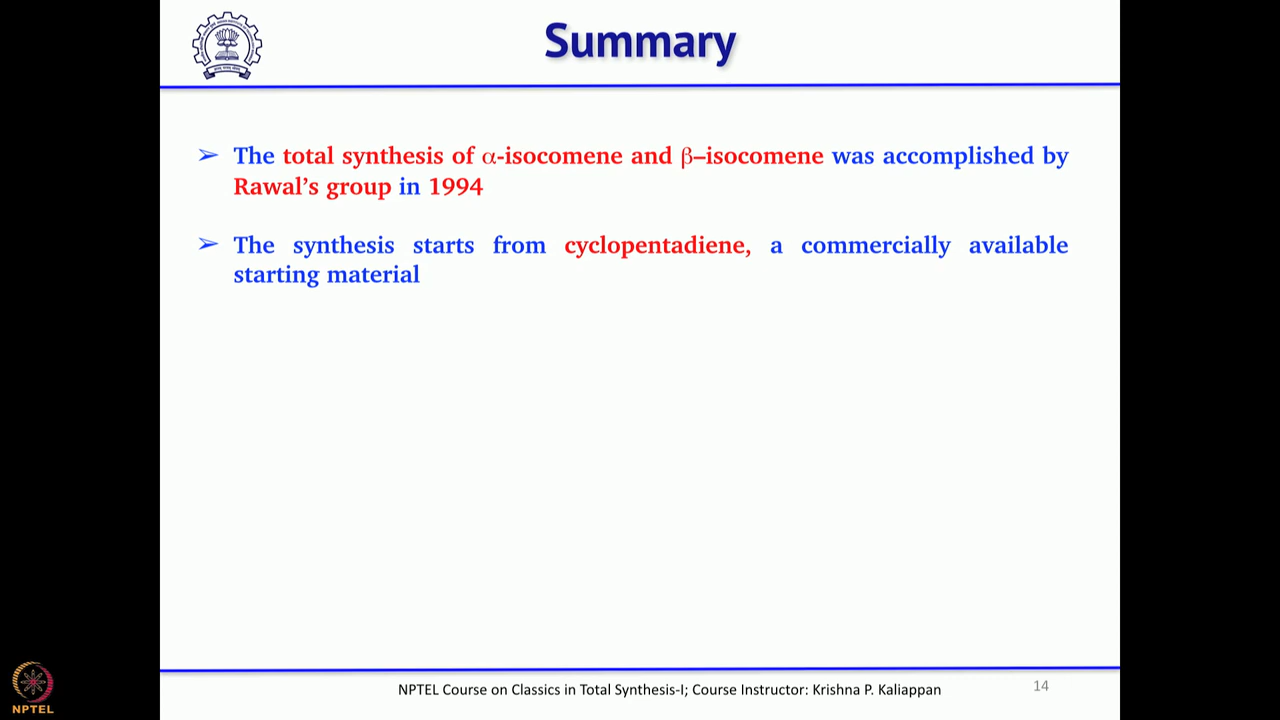 Summary
➢ The total synthesis of α-isocomene and β–isocomene was accomplished by
Rawal’s group in 1994
➢ The synthesis starts from cyclopentadiene, a commercially available
starting material
NPTEL Course on Classics in Total Synthesis-I; Course Instructor: Krishna P. Kaliappan
14
NPTEL